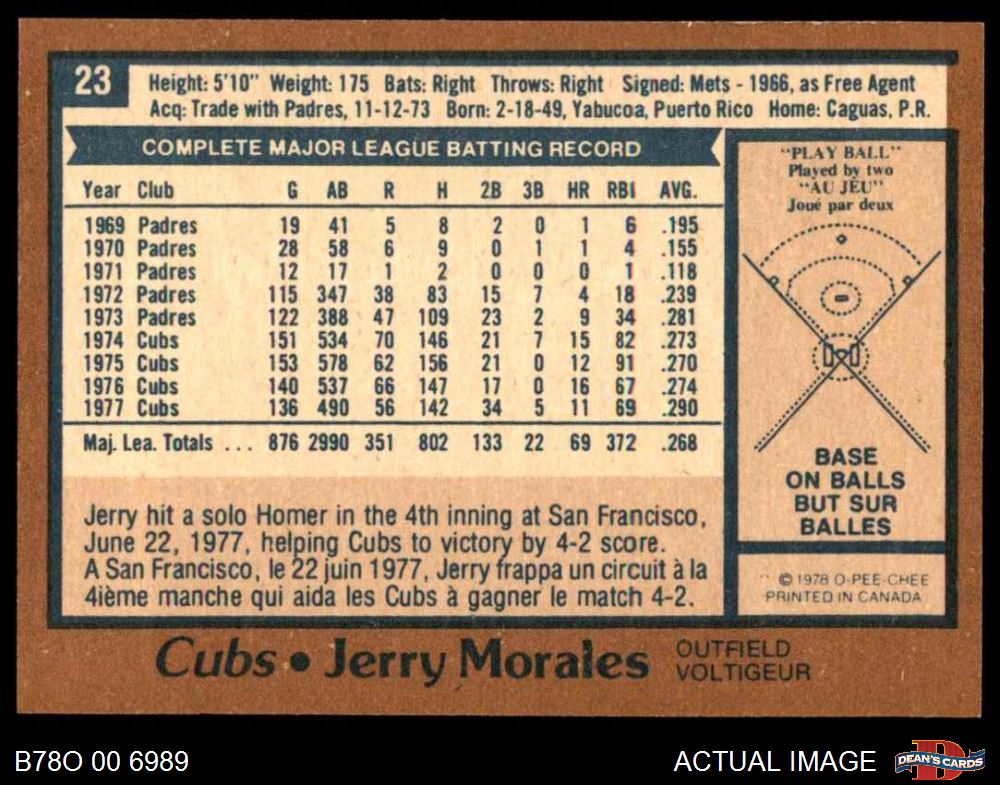 23
Height: 5'10" Weight: 175 Bats: Right Throws: Right Signed: Mets - 1966, as Free Agent
Acq: Trade with Padres, 11-12-73 Born: 2-18-49, Yabucoa, Puerto Rico Home: Caguas, P.R.
COMPLETE MAJOR LEAGUE BATTING RECORD
Year Club G AB R H 2B 3B HR RBI AVG.
1969 Padres 19 41 5 8 2 0 1 6 .195
1970 Padres 28 58 6 9 0 1 1 4 .155
1971 Padres 12 17 1 2 0 0 0 1 .118
1972 Padres 115 347 38 83 15 7 4 18 .239
1973 Padres 122 388 47 109 23 2 9 34 .281
1974 Cubs 151 534 70 146 21 7 15 82 .273
1975 Cubs 153 578 62 156 21 0 12 91 .270
1976 Cubs 140 537 66 147 17 0 16 67 .274
1977 Cubs 136 490 56 142 34 5 11 69 .290
Maj. Lea. Totals ... 876 2990 351 802 133 22 69 372 .268
Jerry hit a solo Homer in the 4th inning at San Francisco,
June 22, 1977, helping Cubs to victory by 4-2 score.
A San Francisco, le 22 juin 1977, Jerry frappa un circuit à la
4ième manche qui aida les Cubs à gagner le match 4-2.
"PLAY BALL"
Played by two
"AU JEU"
Joué par deux
BASE
ON BALLS
BUT SUR
BALLES
© 1978 O-PEE-CHEE
PRINTED IN CANADA
Cubs • Jerry Morales
OUTFIELD
VOLTIGEUR
B78O 00 6989
ACTUAL IMAGE
DEAN'S CARDS